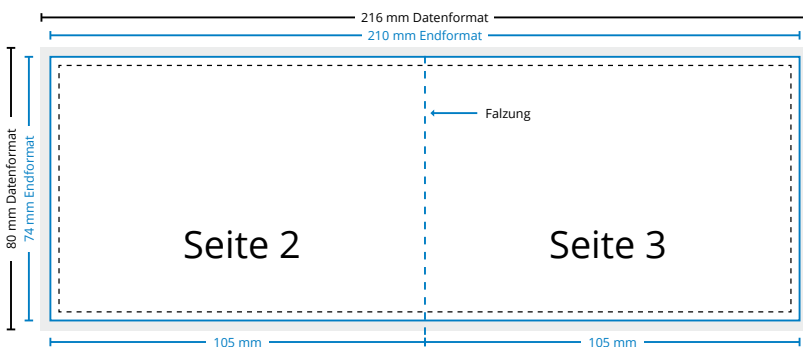 216 mm Datenformat
210 mm Endformat
80 mm Datenformat
74 mm Endformat
Falzung
Seite 2
Seite 3
105 mm
105 mm